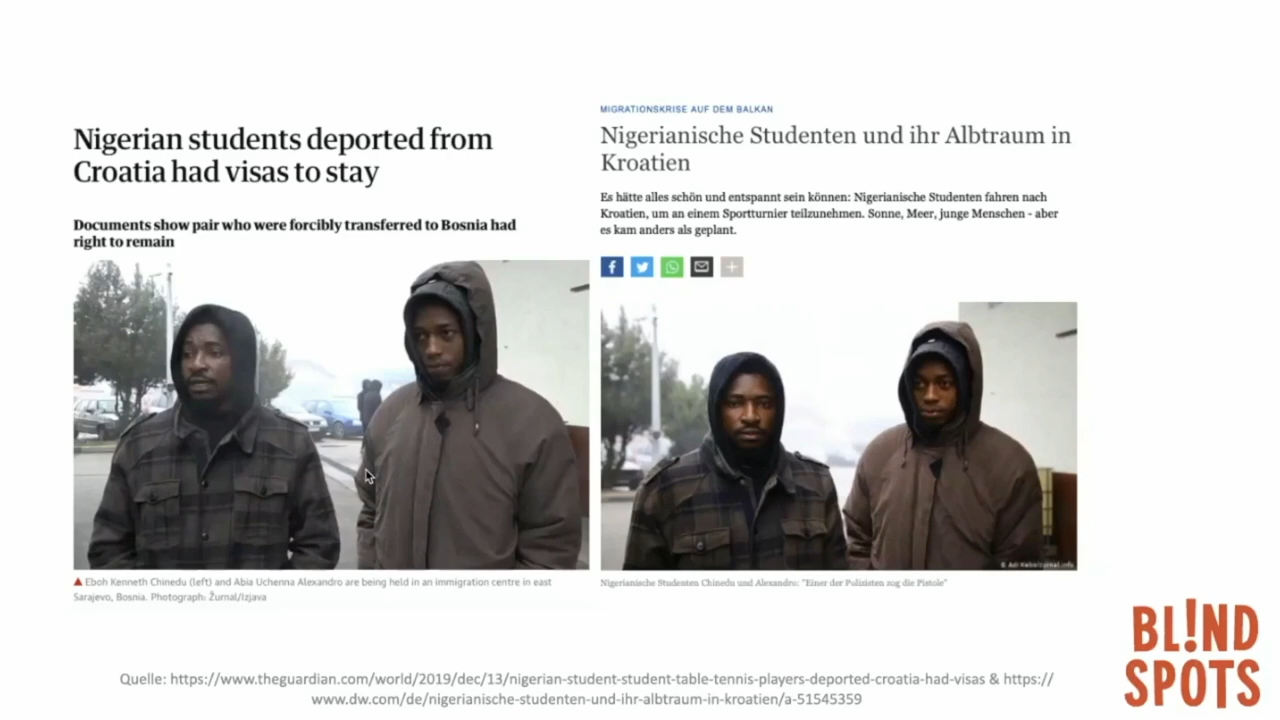 Nigerian students deported from
Croatia had visas to stay
Documents show pair who were forcibly transferred to Bosnia had
right to remain
Eboh Kenneth Chinedu (left) and Abia Uchenna Alexandro are being held in an immigration centre in east
Sarajevo, Bosnia. Photograph: Žurnal/Izjava
MIGRATIONSKRISE AUF DEM BALKAN
Nigerianische Studenten und ihr Albtraum in
Kroatien
Es hätte alles schön und entspannt sein können: Nigerianische Studenten fahren nach
Kroatien, um an einem Sportturnier teilzunehmen. Sonne, Meer, junge Menschen - aber
es kam anders als geplant.
Nigerianische Studenten Chinedu und Alexandro: "Einer der Polizisten zog die Pistole"
Quelle: https://www.theguardian.com/world/2019/dec/13/nigerian-student-student-table-tennis-players-deported-croatia-had-visas & https://
www.dw.com/de/nigerianische-studenten-und-ihr-albtraum-in-kroatien/a-51545359
BL!ND
SPOTS